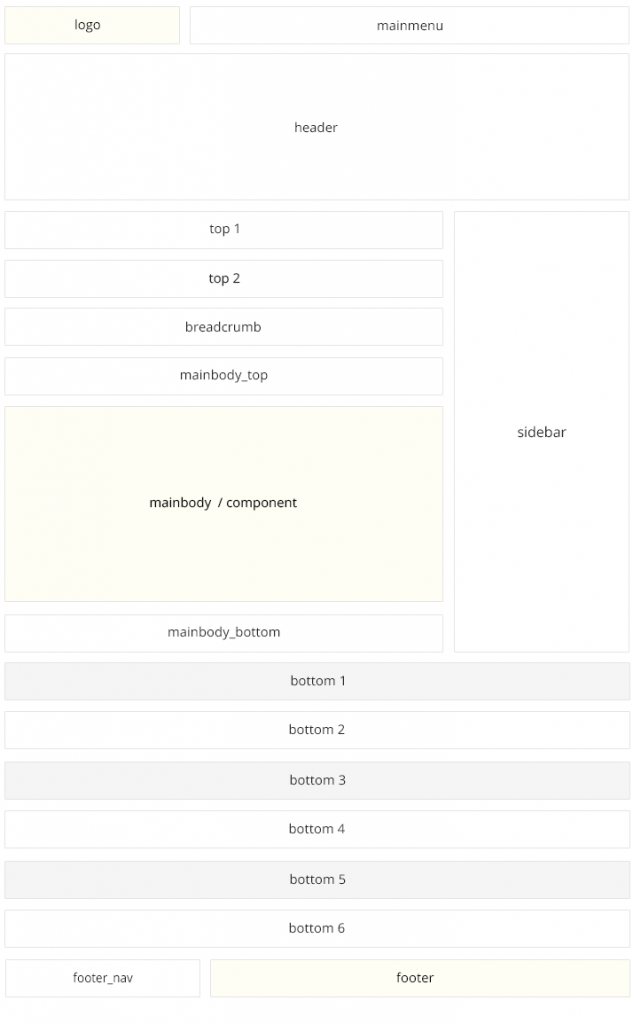 logo
mainmenu
header
top 1
top 2
breadcrumb
mainbody_top
mainbody / component
sidebar
mainbody_bottom
bottom 1
bottom 2
bottom 3
bottom 4
bottom 5
bottom 6
footer_nav
footer